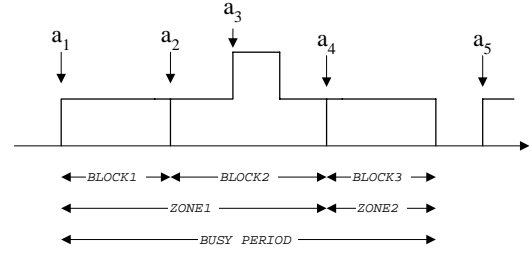 a₁ a₂ a₃ a₄ a₅
BLOCK1 BLOCK2 BLOCK3
ZONE1 ZONE2
BUSY PERIOD